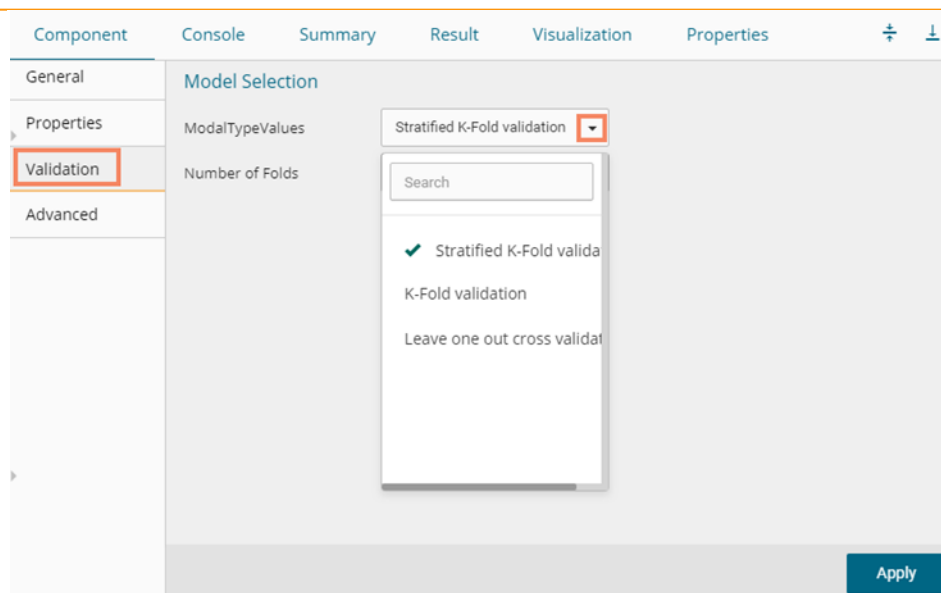 Component Console Summary Result Visualization Properties
General
Properties
Validation
Advanced
Model Selection
ModalTypeValues
Stratified K-Fold validation
Number of Folds
Search
Stratified K-Fold valida
K-Fold validation
Leave one out cross validat
Apply